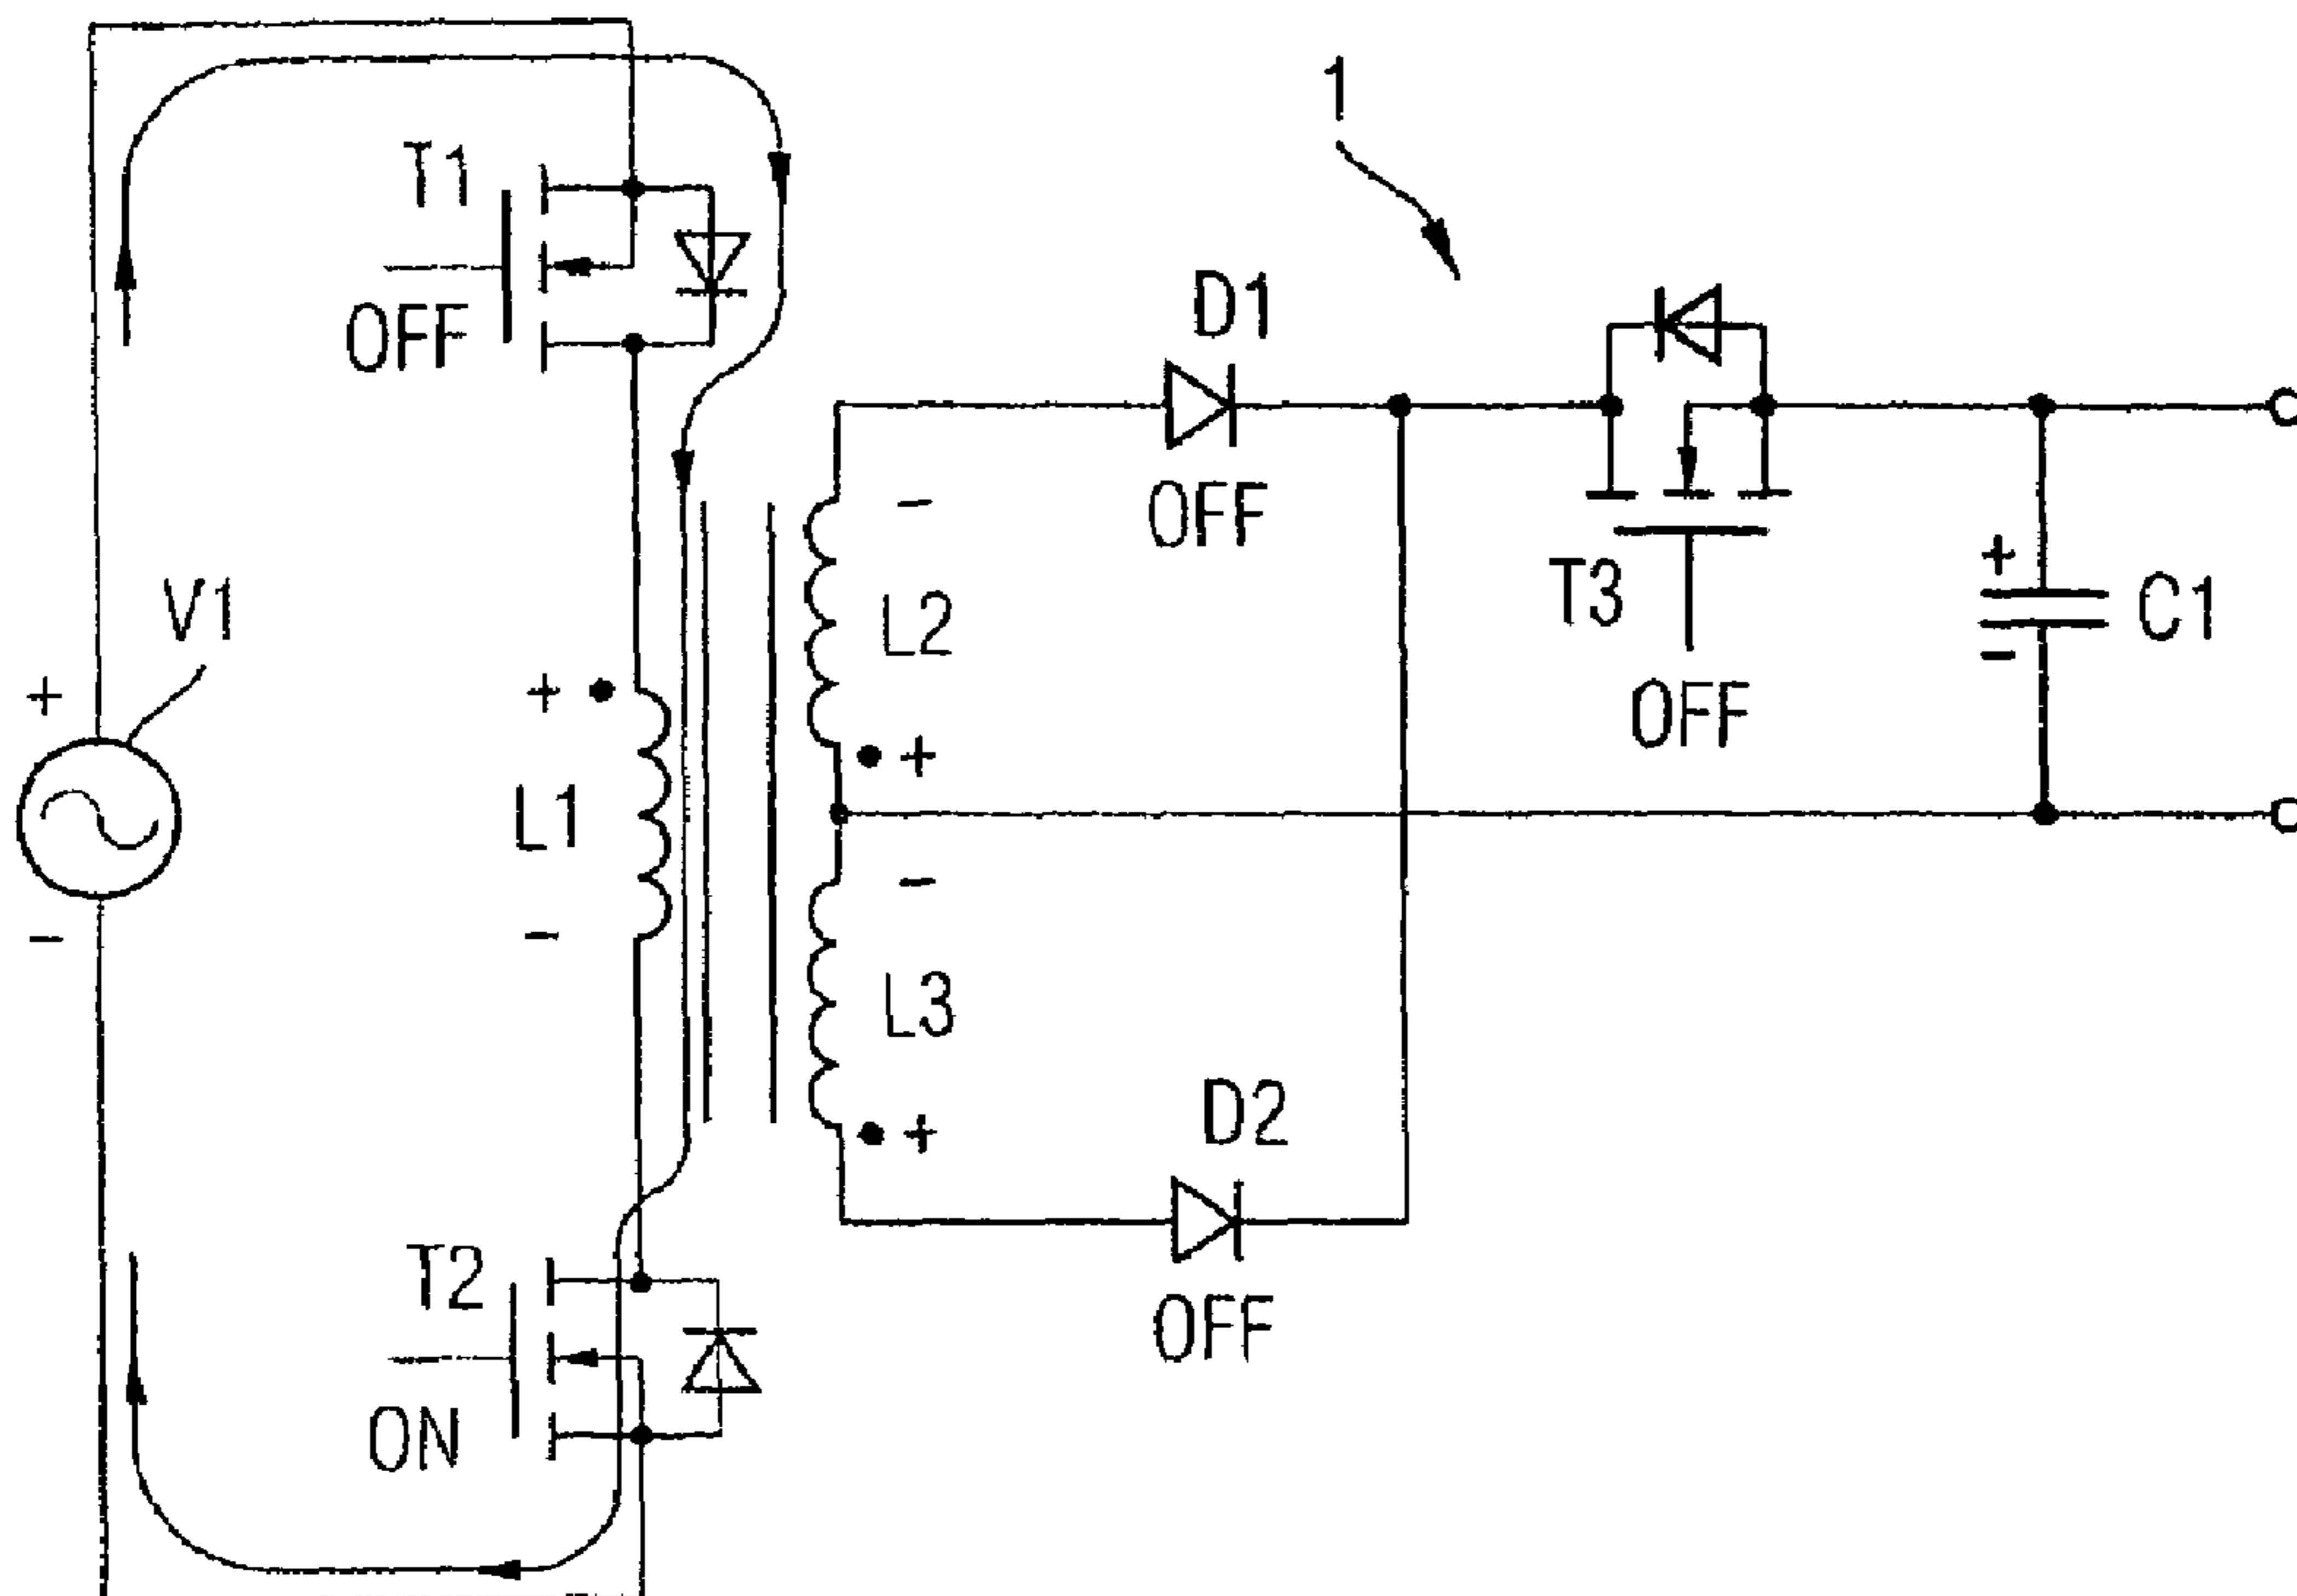 1
T1
OFF
D1
OFF
V1
+
-
+
L1
-
-
L2
+
-
L3
+
T3
OFF
+
-
C1
D2
OFF
T2
ON